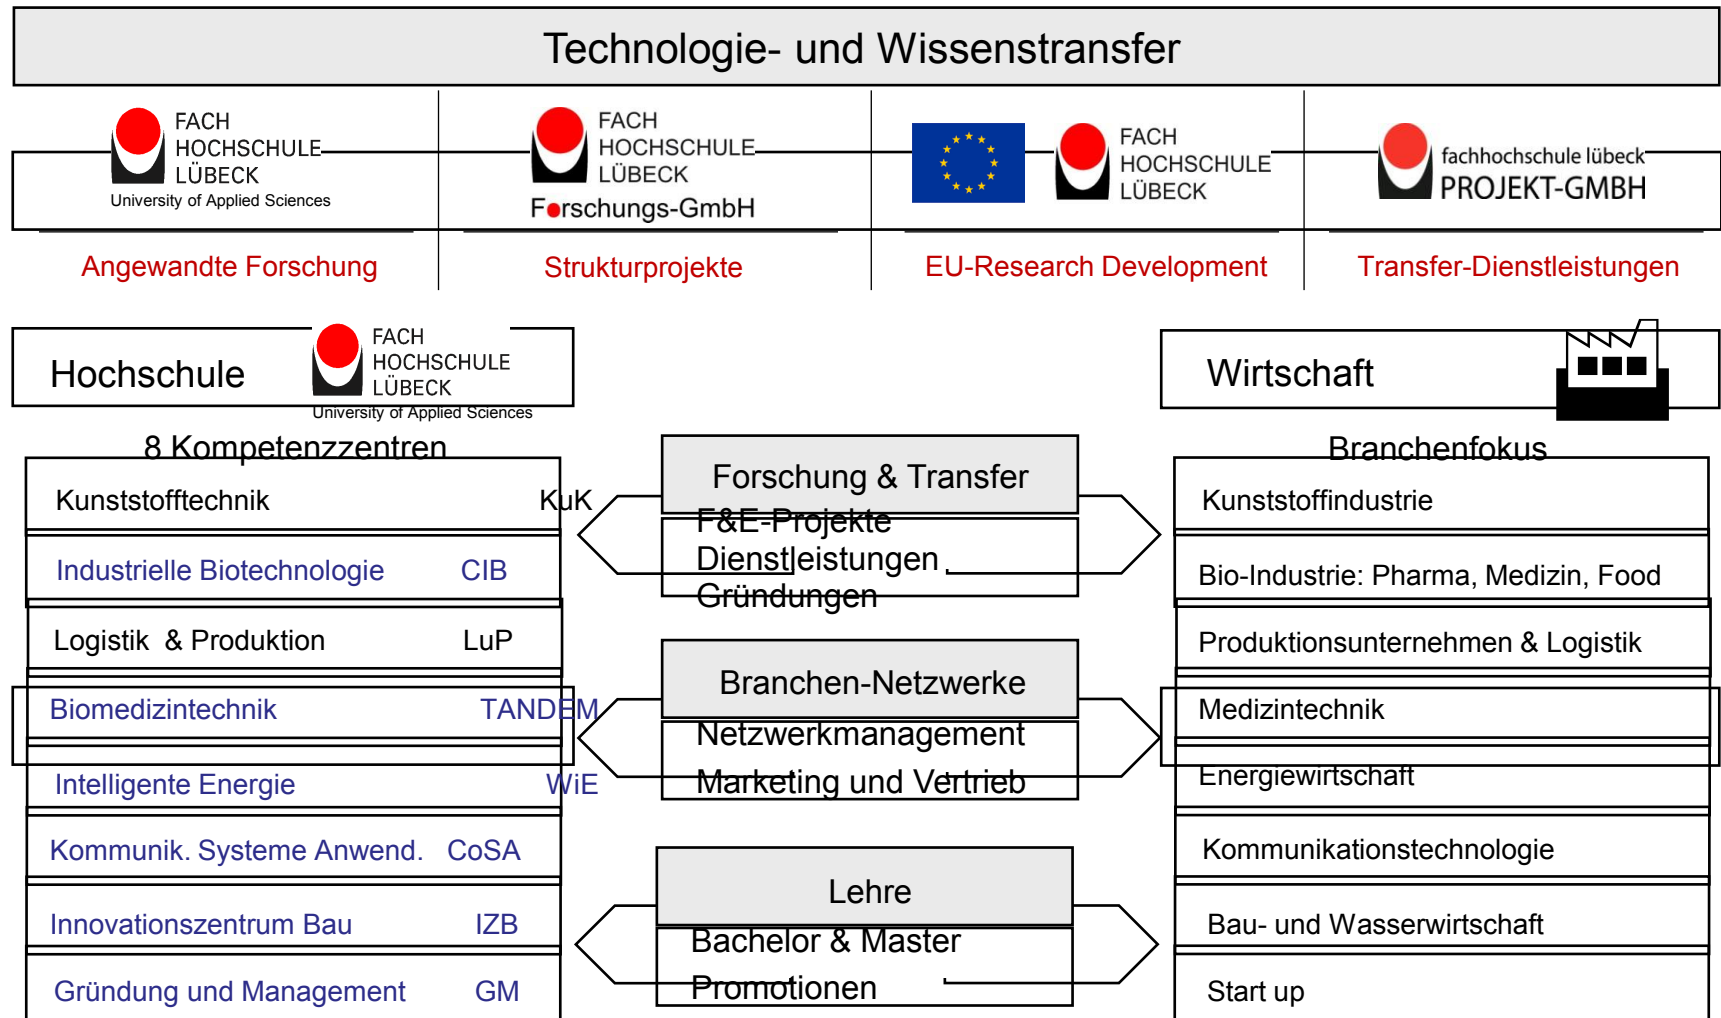 Technologie- und Wissenstransfer
FACH
HOCHSCHULE
LÜBECK
University of Applied Sciences
FACH
HOCHSCHULE
LÜBECK
Forschungs-GmbH
FACH
HOCHSCHULE
LÜBECK
fachhochschule lübeck
PROJEKT-GMBH
Angewandte Forschung
Strukturprojekte
EU-Research Development
Transfer-Dienstleistungen
Hochschule
FACH
HOCHSCHULE
LÜBECK
University of Applied Sciences
Wirtschaft
8 Kompetenzzentren
Kunststofftechnik KuK
Industrielle Biotechnologie CIB
Logistik & Produktion LuP
Biomedizintechnik TANDEM
Intelligente Energie WiE
Kommunik. Systeme Anwend. CoSA
Innovationszentrum Bau IZB
Gründung und Management GM
Forschung & Transfer
F&E-Projekte
Dienstleistungen
Gründungen
Branchen-Netzwerke
Netzwerkmanagement
Marketing und Vertrieb
Lehre
Bachelor & Master
Promotionen
Branchenfokus
Kunststoffindustrie
Bio-Industrie: Pharma, Medizin, Food
Produktionsunternehmen & Logistik
Medizintechnik
Energiewirtschaft
Kommunikationstechnologie
Bau- und Wasserwirtschaft
Start up